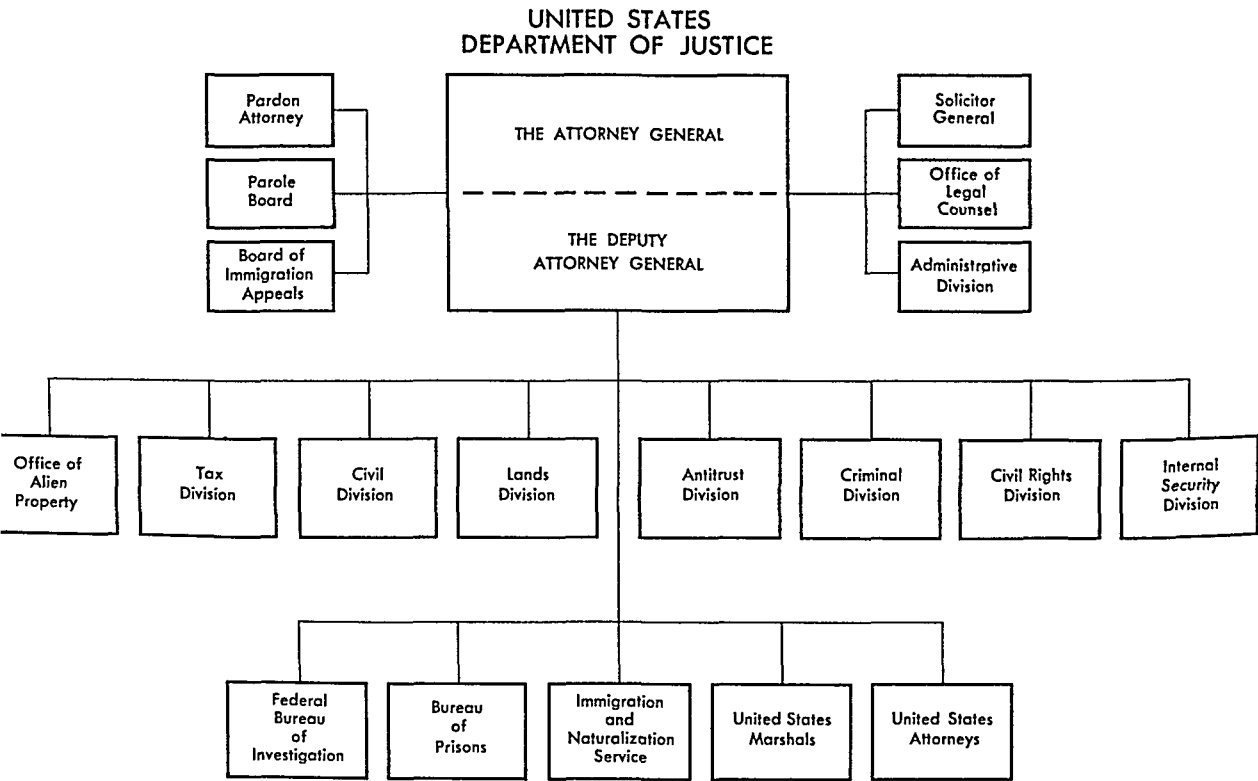 UNITED STATES
DEPARTMENT OF JUSTICE
Pardon
Attorney
Parole
Board
Board of
Immigration
Appeals
THE ATTORNEY GENERAL
THE DEPUTY
ATTORNEY GENERAL
Solicitor
General
Office of
Legal
Counsel
Administrative
Division
Office of
Alien
Property
Tax
Division
Civil
Division
Lands
Division
Antitrust
Division
Criminal
Division
Civil Rights
Division
Internal
Security
Division
Federal
Bureau
of
Investigation
Bureau
of
Prisons
Immigration
and
Naturalization
Service
United States
Marshals
United States
Attorneys